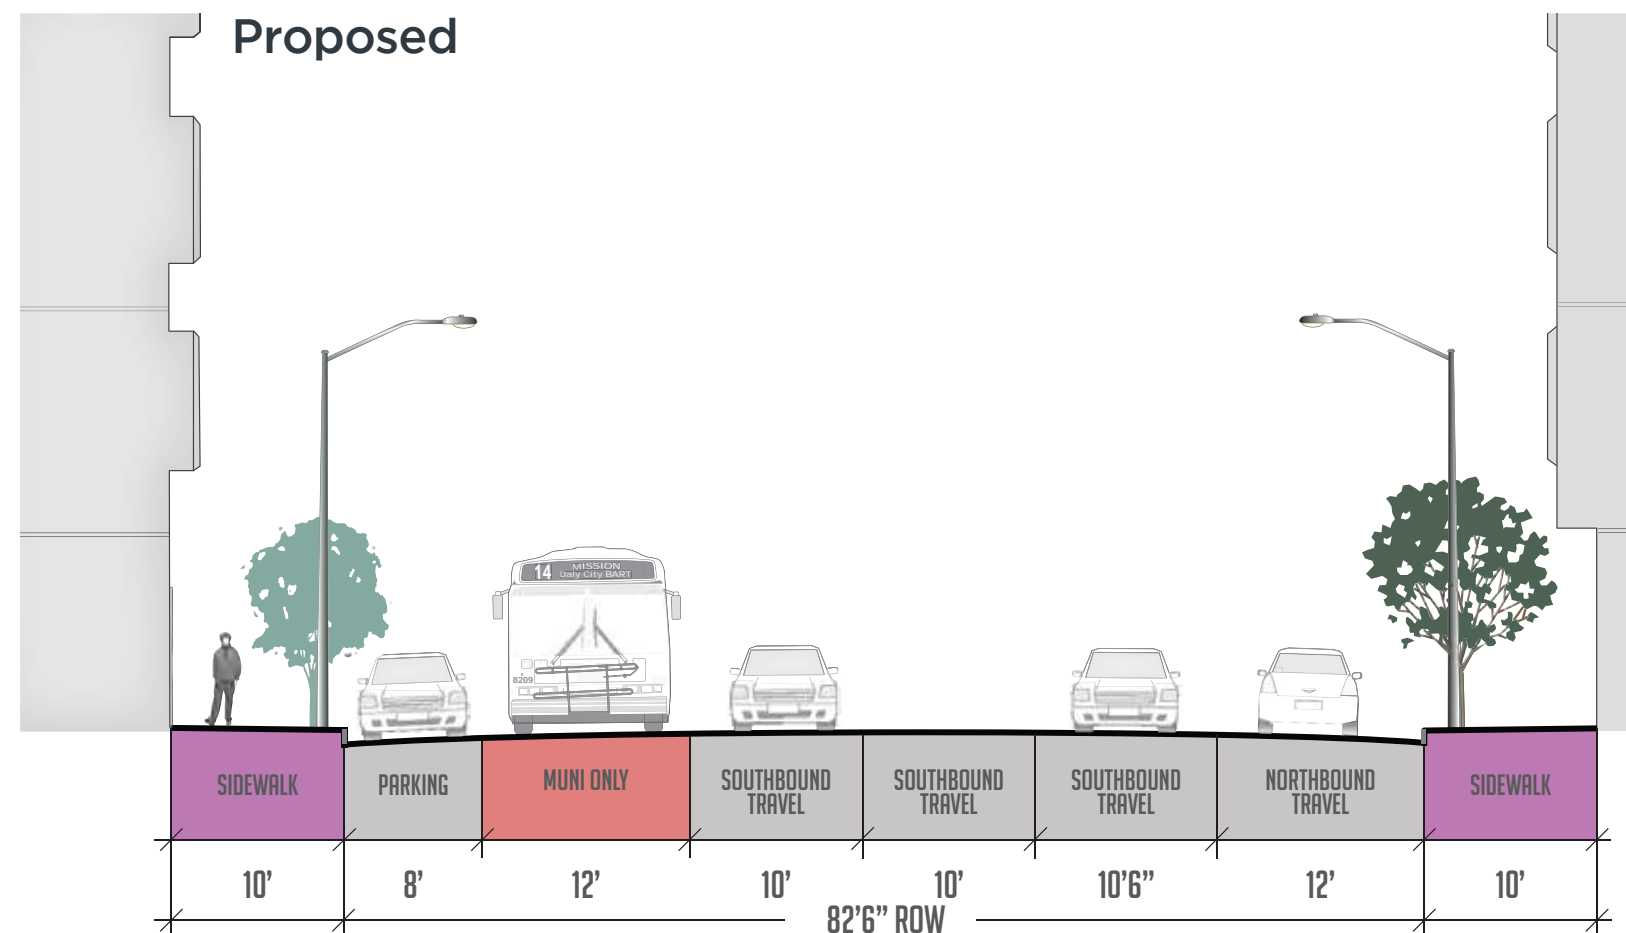 Proposed
14 MISSION
Daly City BART
8209
SIDEWALK
PARKING
MUNI ONLY
SOUTHBOUND
TRAVEL
SOUTHBOUND
TRAVEL
SOUTHBOUND
TRAVEL
NORTHBOUND
TRAVEL
SIDEWALK
10’
8’
12’
10’
10’
10’6”
12’
10’
82’6” ROW